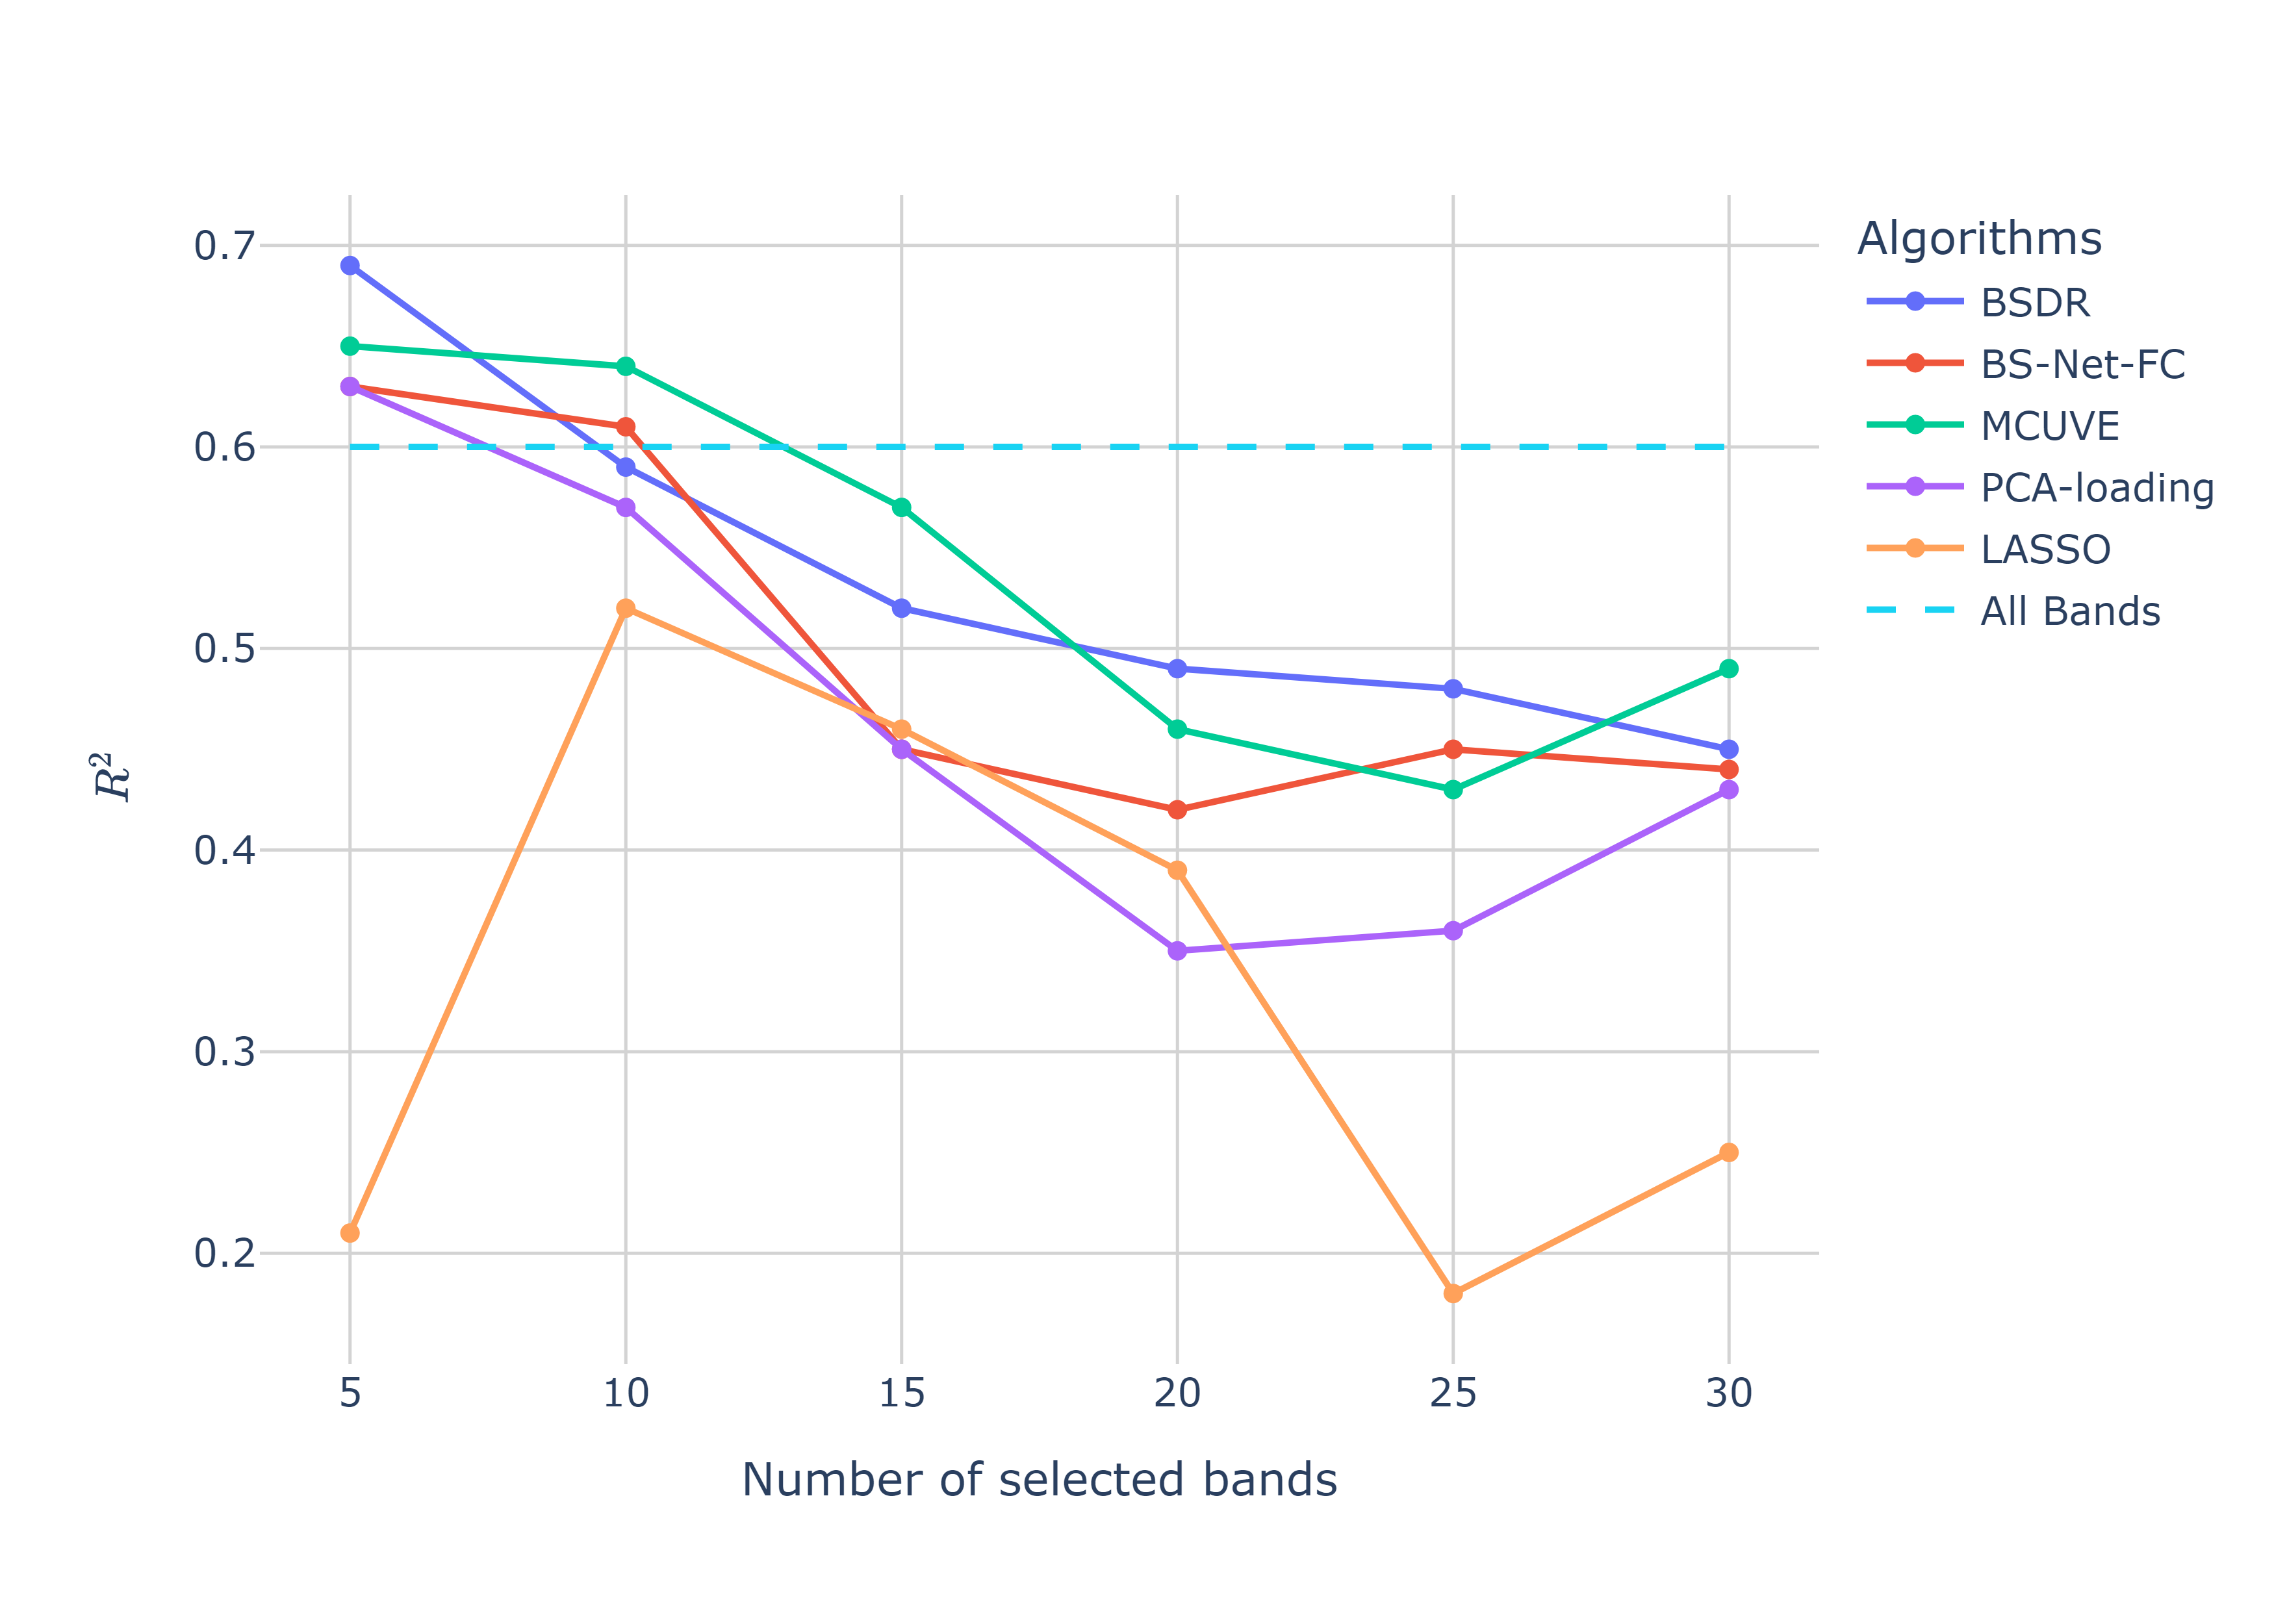 0.7
0.6
0.5
0.4
0.3
0.2
R²
5 10 15 20 25 30
Number of selected bands
Algorithms
BSDR
BS-Net-FC
MCUVE
PCA-loading
LASSO
All Bands